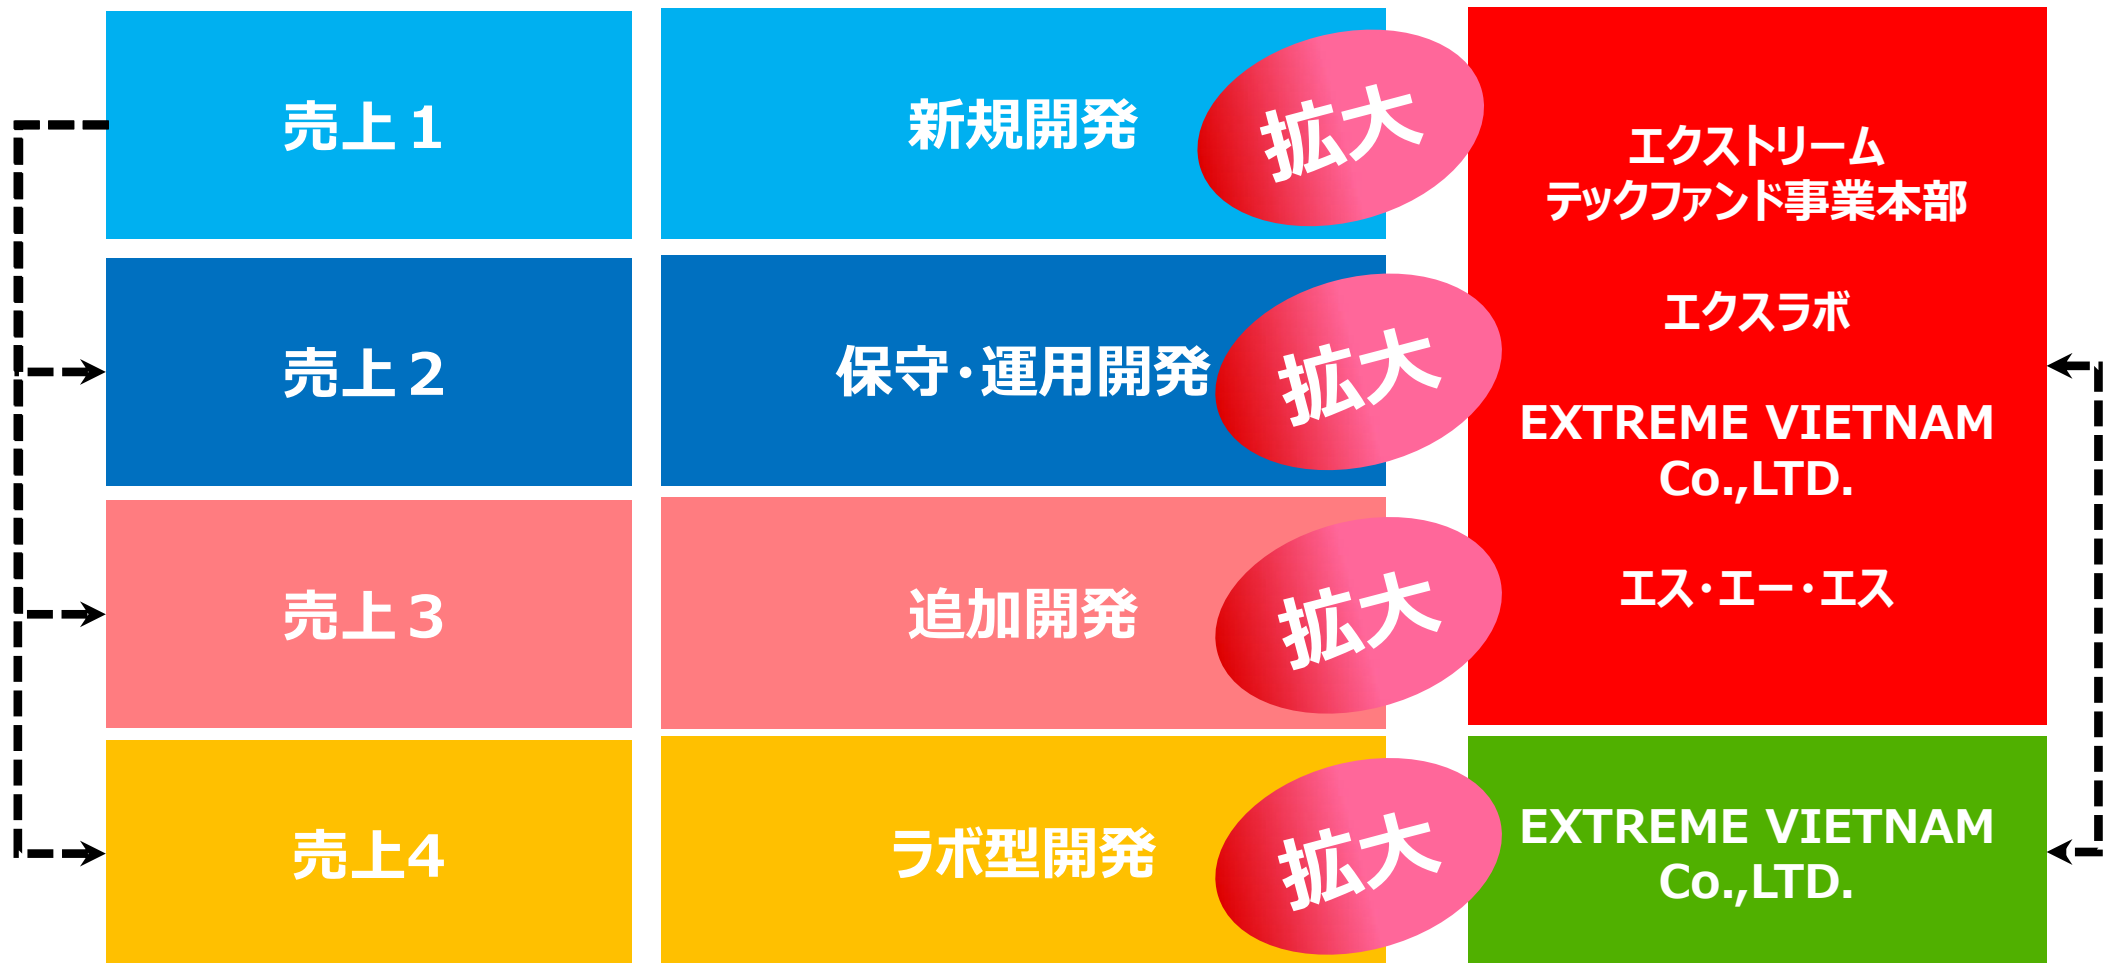 売上１
新規開発
拡大
売上２
保守・運用開発
拡大
売上３
追加開発
拡大
売上4
ラボ型開発
拡大
エクストリーム
テックファンド事業本部
エクスラボ
EXTREME VIETNAM
Co.,LTD.
エス・エー・エス
EXTREME VIETNAM
Co.,LTD.